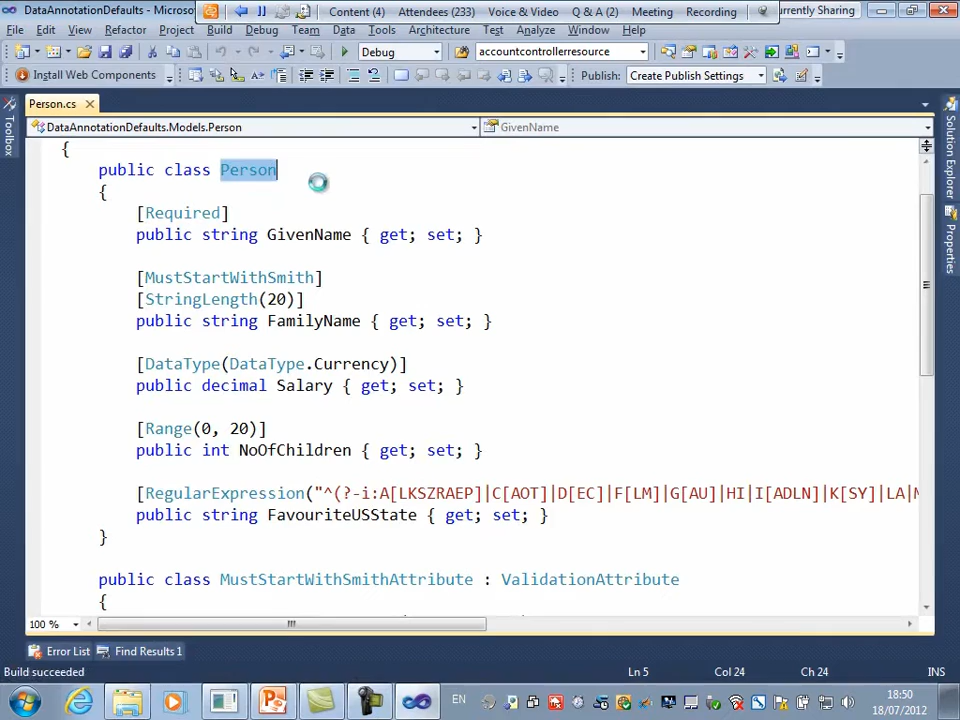 DataAnnotationDefaults - Microso
Content (4) Attendees (233) Voice & Video Q & A (2) Meeting Recording
rrently Sharing
File Edit View Refactor Project Build Debug Team Data Tools Architecture Test Analyze Window Help
Debug accountcontrollerresource
Install Web Components Publish: Create Publish Settings
Toolbox
Person.cs
Solution Explorer
Properties
DataAnnotationDefaults.Models.Person GivenName
{
public class Person
{
[Required]
public string GivenName { get; set; }
[MustStartWithSmith]
[StringLength(20)]
public string FamilyName { get; set; }
[DataType(DataType.Currency)]
public decimal Salary { get; set; }
[Range(0, 20)]
public int NoOfChildren { get; set; }
[RegularExpression("^(?-i:A[LKSZRAEP]|C[AOT]|D[EC]|F[LM]|G[AU]|HI|I[ADLN]|K[SY]|LA|M
public string FavouriteUSState { get; set; }
}
public class MustStartWithSmithAttribute : ValidationAttribute
{
100 %
Error List Find Results 1
Build succeeded Ln 5 Col 24 Ch 24 INS
EN
18:50
18/07/2012